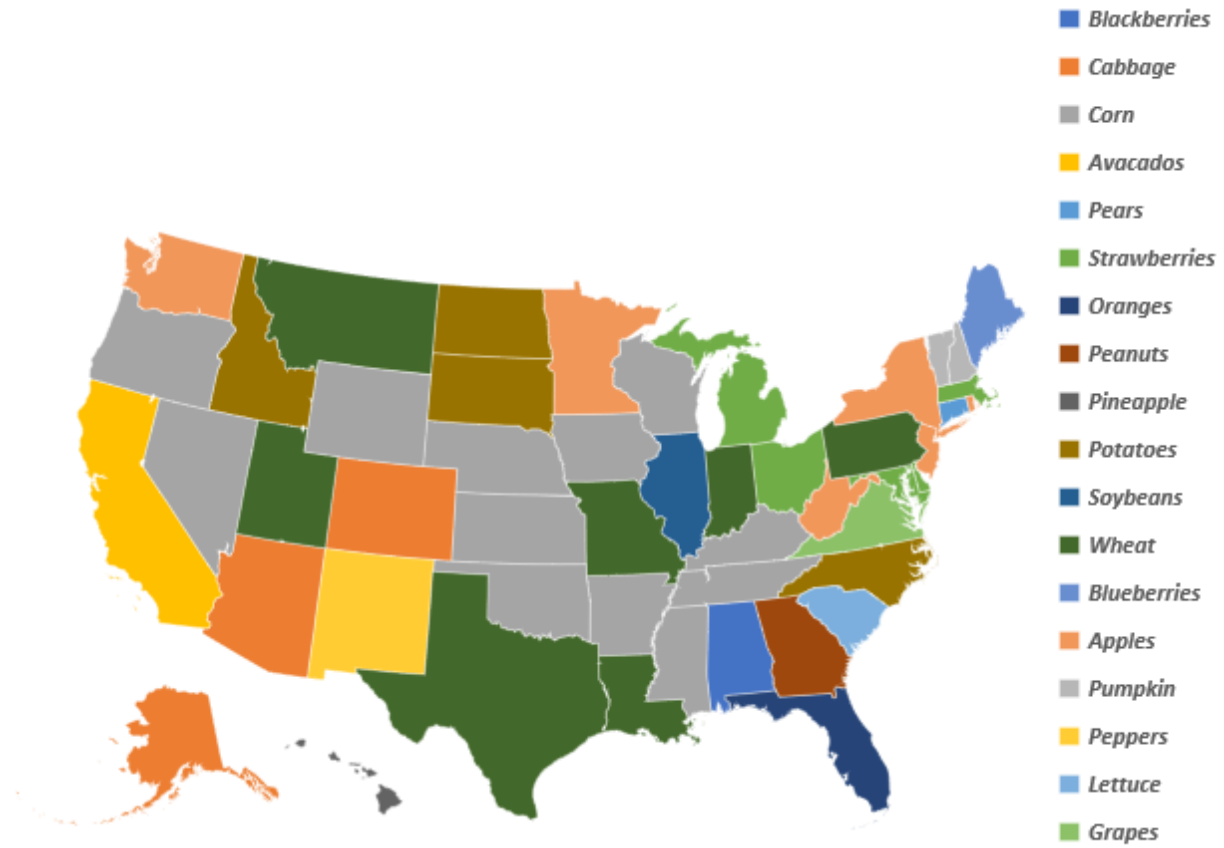 Blackberries
Cabbage
Corn
Avacados
Pears
Strawberries
Oranges
Peanuts
Pineapple
Potatoes
Soybeans
Wheat
Blueberries
Apples
Pumpkin
Peppers
Lettuce
Grapes